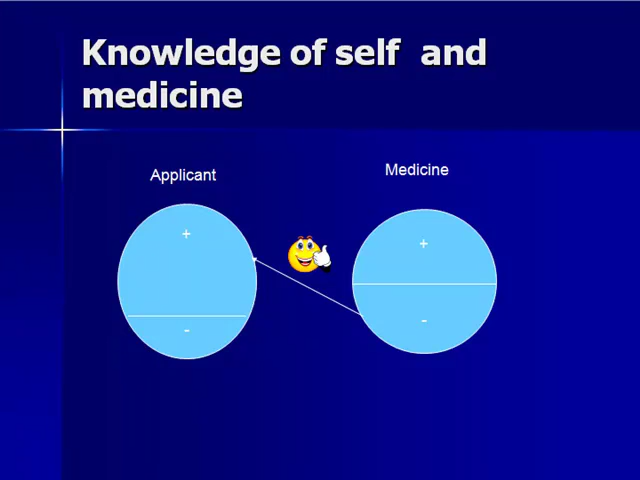 Knowledge of self  and
medicine
Applicant
Medicine
+
+
-
-